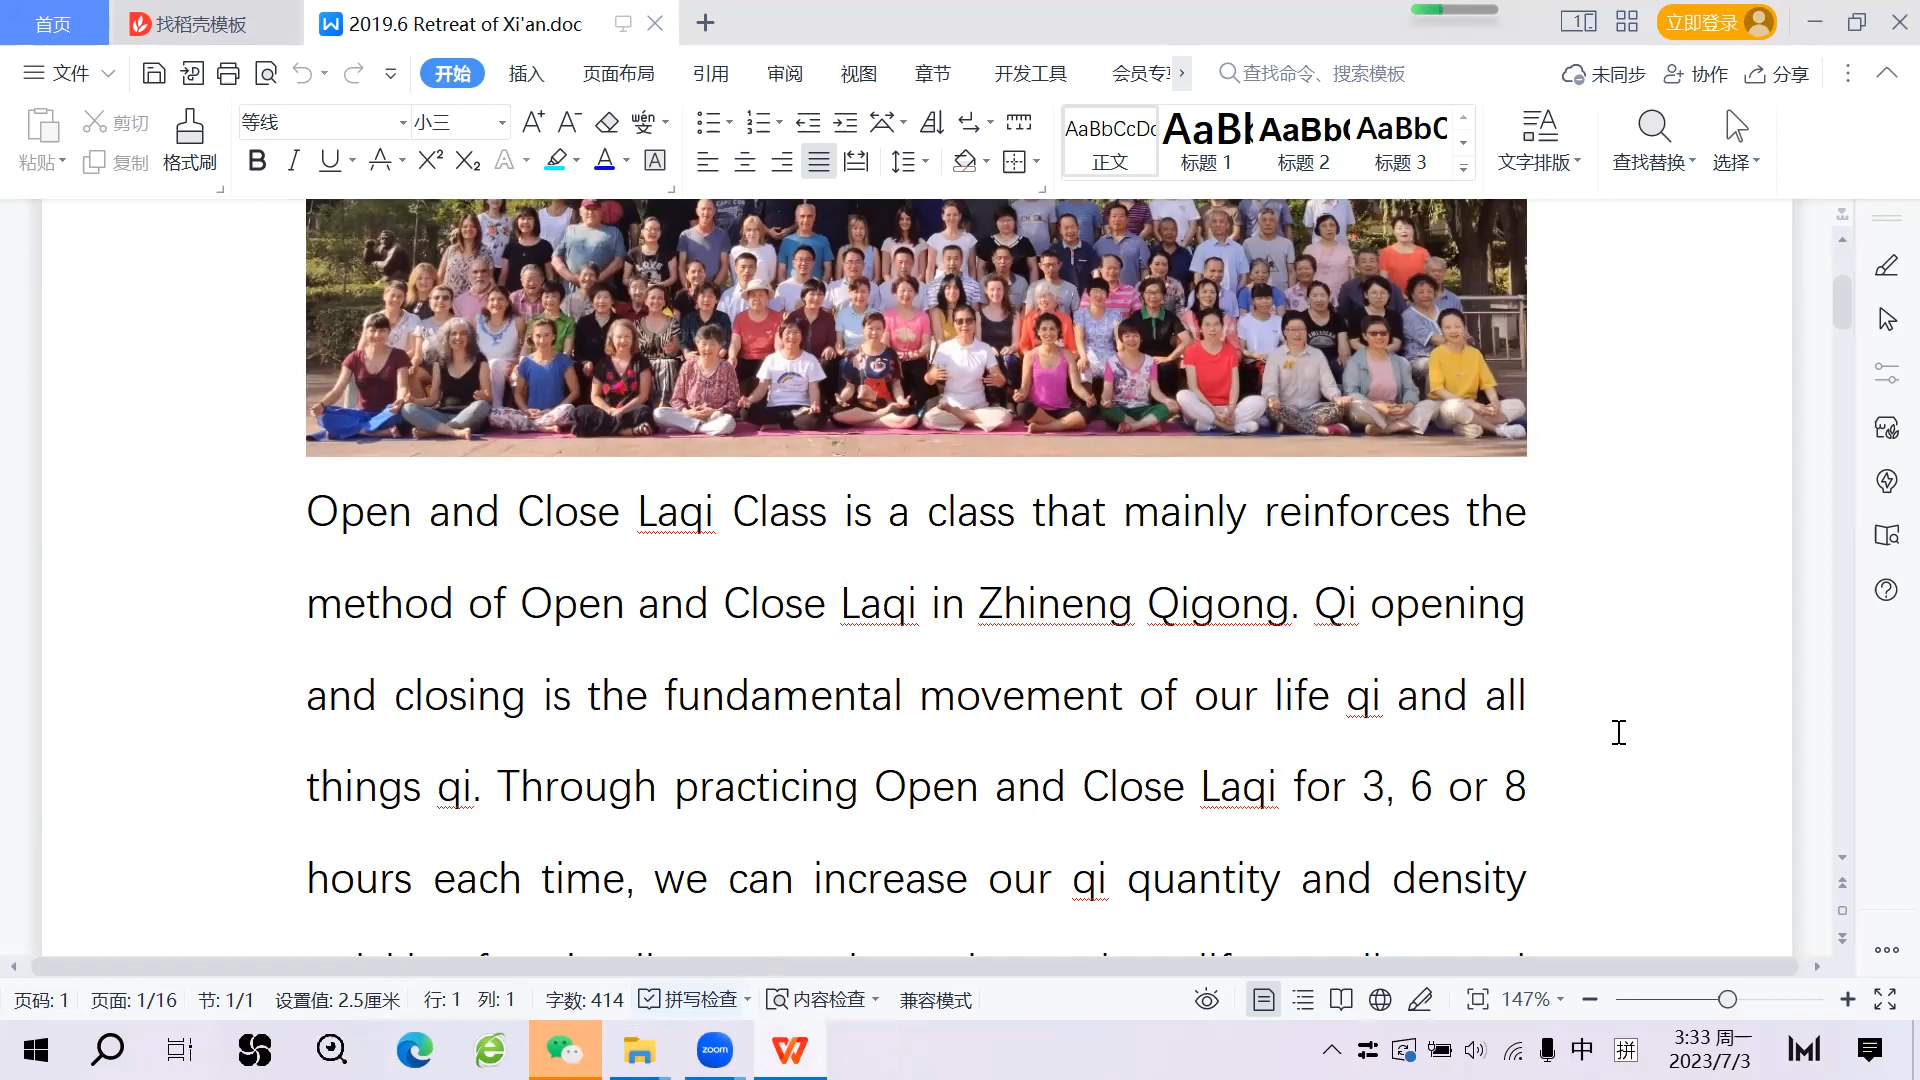 首页
找稻壳模板
2019.6 Retreat of Xi'an.doc
立即登录
文件
开始
插入
页面布局
引用
审阅
视图
章节
开发工具
会员专
查找命令、搜索模板
未同步
协作
分享
粘贴
剪切
复制
格式刷
等线
小三
AaBbCcDd
正文
AaBb
标题 1
AaBb(
标题 2
AaBbC
标题 3
文字排版
查找替换
选择
Open and Close Laqi Class is a class that mainly reinforces the
method of Open and Close Laqi in Zhineng Qigong. Qi opening
and closing is the fundamental movement of our life qi and all
things qi. Through practicing Open and Close Laqi for 3, 6 or 8
hours each time, we can increase our qi quantity and density
页码: 1
页面: 1/16
节: 1/1
设置值: 2.5厘米
行: 1
列: 1
字数: 414
拼写检查
内容检查
兼容模式
147%
zoom
中
拼
3:33 周一
2023/7/3